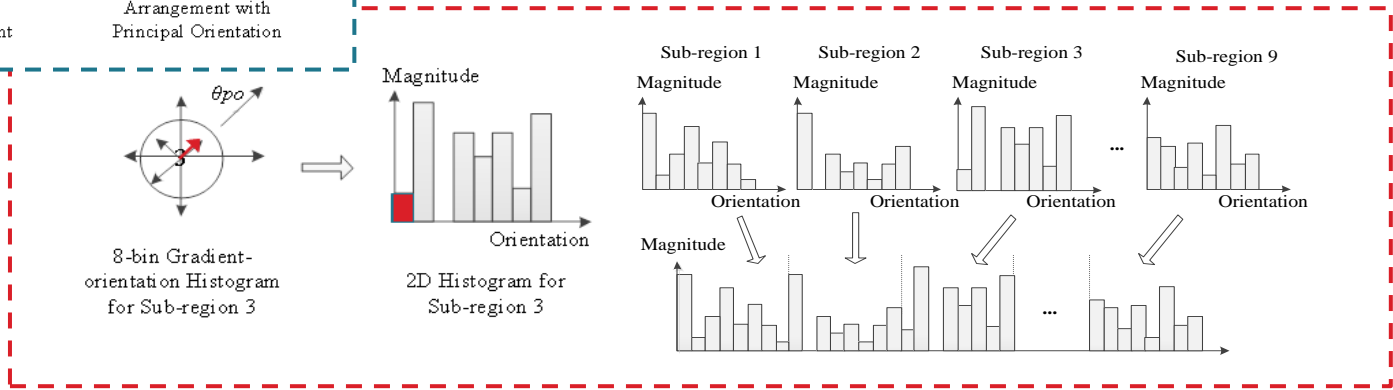 Arrangement with
Principal Orientation
nt
θpo
3
8-bin Gradient-
orientation Histogram
for Sub-region 3
Magnitude
Orientation
2D Histogram for
Sub-region 3
Sub-region 1
Magnitude
Orientation
Sub-region 2
Magnitude
Orientation
Sub-region 3
Magnitude
Orientation
...
Sub-region 9
Magnitude
Orientation
Magnitude
...